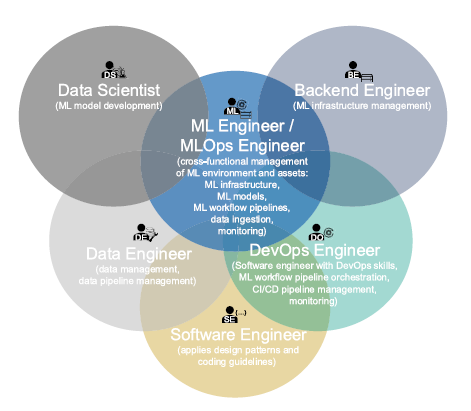 DS
Data Scientist
(ML model development)
BE
Backend Engineer
(ML infrastructure management)
ML
ML Engineer /
MLOps Engineer
(cross-functional management
of ML environment and assets:
ML infrastructure,
ML models,
ML workflow pipelines,
data ingestion,
monitoring)
DE
Data Engineer
(data management,
data pipeline management)
DO
DevOps Engineer
(Software engineer with DevOps skills,
ML workflow pipeline orchestration,
CI/CD pipeline management,
monitoring)
SE
{...}
Software Engineer
(applies design patterns and
coding guidelines)